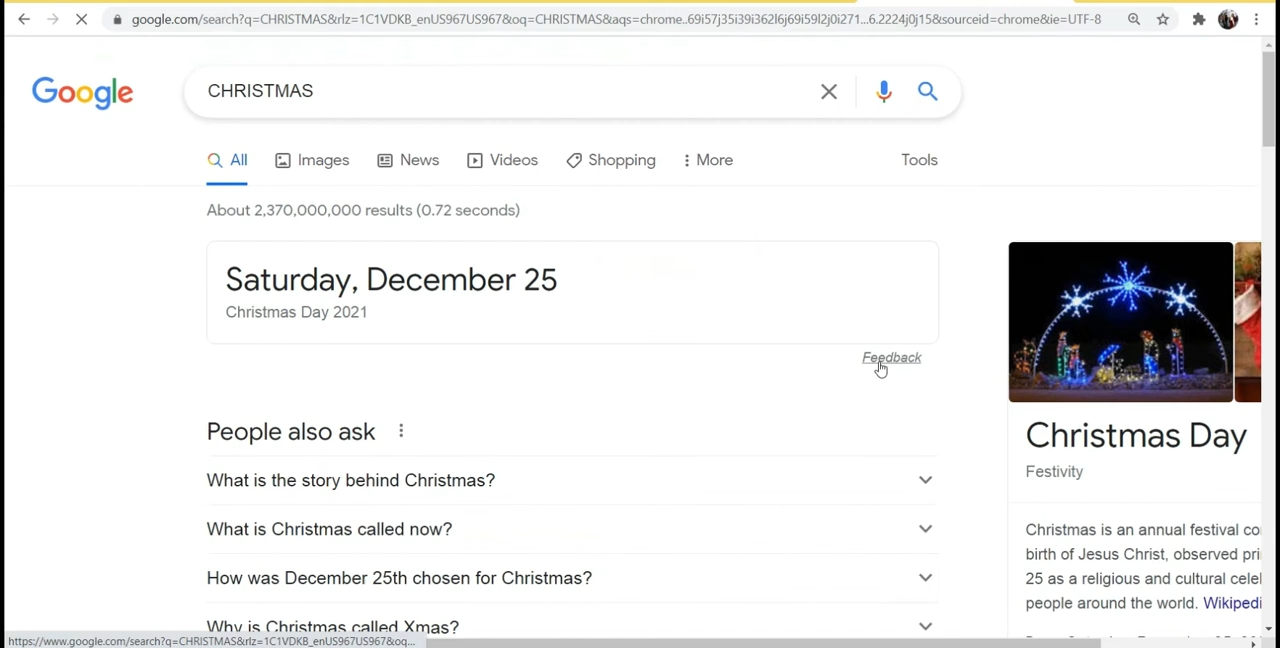 google.com/search?q=CHRISTMAS&rlz=1C1VDKB_enUS967US967&oq=CHRISTMAS&aqs=chrome..69i57j35i39i362l6j69i59l2j0i271...6.2224j0j15&sourceid=chrome&ie=UTF-8
Google
CHRISTMAS
All Images News Videos Shopping More Tools
About 2,370,000,000 results (0.72 seconds)
Saturday, December 25
Christmas Day 2021
Feedback
People also ask
What is the story behind Christmas?
What is Christmas called now?
How was December 25th chosen for Christmas?
Why is Christmas called Xmas?
Christmas Day
Festivity
Christmas is an annual festival co
birth of Jesus Christ, observed pri
25 as a religious and cultural cele
people around the world. Wikipedi
https://www.google.com/search?q=CHRISTMAS&rlz=1C1VDKB_enUS967US967&oq...